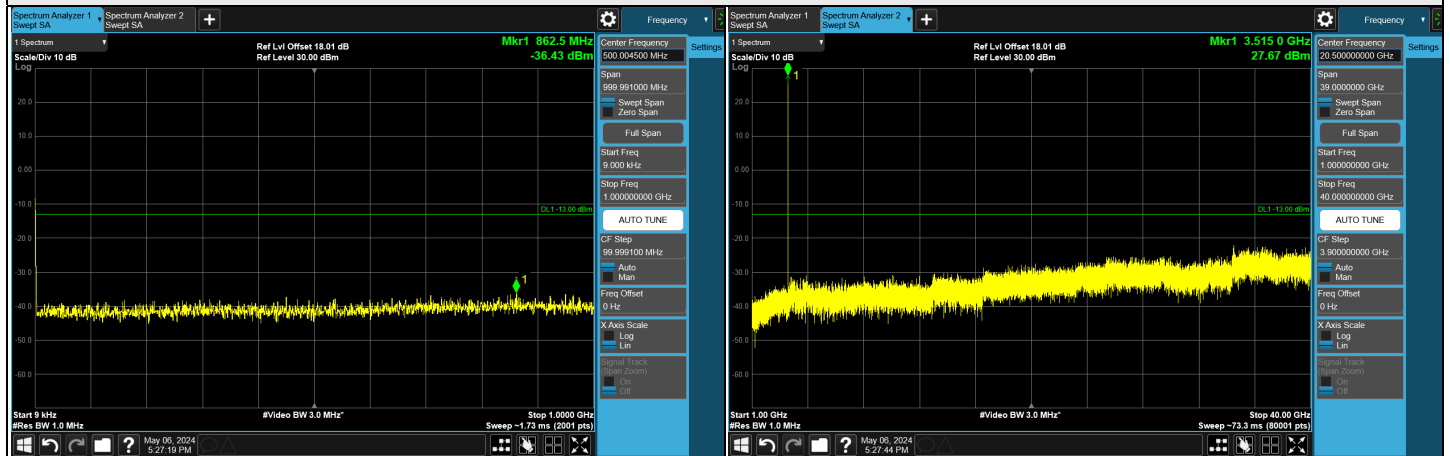 Spectrum Analyzer 1
Swept SA
Spectrum Analyzer 2
Swept SA
+
Frequency
1 Spectrum
Scale/Div 10 dB
Log
Ref Lvl Offset 18.01 dB
Ref Level 30.00 dBm
Mkr1 862.5 MHz
-36.43 dBm
20.0
10.0
0.00
-10.0
-20.0
-30.0
-40.0
-50.0
-60.0
DL1 -13.00 dBm
1
Start 9 kHz
#Res BW 1.0 MHz
#Video BW 3.0 MHz*
Stop 1.0000 GHz
Sweep ~1.73 ms (2001 pts)
May 06, 2024
5:27:19 PM
?
Center Frequency
500.004500 MHz
Settings
Span
999.991000 MHz
Swept Span
Zero Span
Full Span
Start Freq
9.000 kHz
Stop Freq
1.000000000 GHz
AUTO TUNE
CF Step
99.999100 MHz
Auto
Man
Freq Offset
0 Hz
X Axis Scale
Log
Lin
Signal Track
(Span Zoom)
On
Off
Spectrum Analyzer 1
Swept SA
Spectrum Analyzer 2
Swept SA
+
Frequency
1 Spectrum
Scale/Div 10 dB
Log
Ref Lvl Offset 18.01 dB
Ref Level 30.00 dBm
Mkr1 3.515 0 GHz
27.67 dBm
1
20.0
10.0
0.00
-10.0
-20.0
-30.0
-40.0
-50.0
-60.0
DL1 -13.00 dBm
Start 1.00 GHz
#Res BW 1.0 MHz
#Video BW 3.0 MHz*
Stop 40.00 GHz
Sweep ~73.3 ms (80001 pts)
May 06, 2024
5:27:44 PM
?
Center Frequency
20.500000000 GHz
Settings
Span
39.0000000 GHz
Swept Span
Zero Span
Full Span
Start Freq
1.000000000 GHz
Stop Freq
40.000000000 GHz
AUTO TUNE
CF Step
3.900000000 GHz
Auto
Man
Freq Offset
0 Hz
X Axis Scale
Log
Lin
Signal Track
(Span Zoom)
On
Off